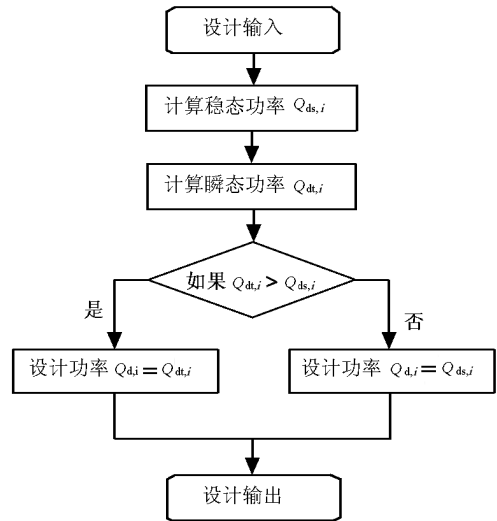 设计输入
计算稳态功率 Qds,i
计算瞬态功率 Qdt,i
如果 Qdt,i > Qds,i
是
否
设计功率 Qd,i = Qdt,i
设计功率 Qd,i = Qds,i
设计输出